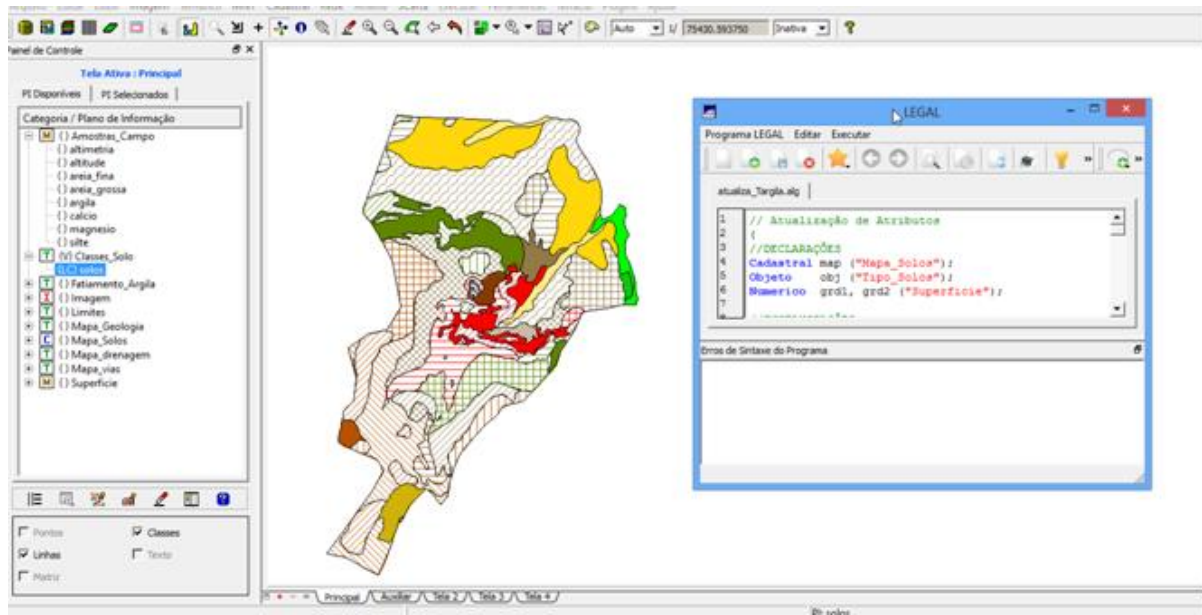 Auto
1/ 75430.593750
Inativa
Painel de Controle
Tela Ativa : Principal
PI Disponíveis
PI Selecionados
Categoria / Plano de Informação
M () Amostras_Campo
() altimetria
() altitude
() areia_fina
() areia_grossa
() argila
() calcio
() magnesio
() silte
T (V) Classes_Solo
(LC) solos
T () Fatiamento_Argila
I () Imagem
T () Limites
T () Mapa_Geologia
C () Mapa_Solos
T () Mapa_drenagem
T () Mapa_vias
M () Superficie
Pontos
Classes
Linhas
Texto
Matriz
LEGAL
Programa LEGAL Editar Executar
atualiza_Targila.alg
1 // Atualização de Atributos
2 {
3 //DECLARAÇÕES
4 Cadastral map ("Mapa_Solos");
5 Objeto obj ("Tipo_Solos");
6 Numerico grd1, grd2 ("Superficie");
7
Erros de Sintaxe do Programa
Principal
Auxiliar
Tela 2
Tela 3
Tela 4
PI: solos